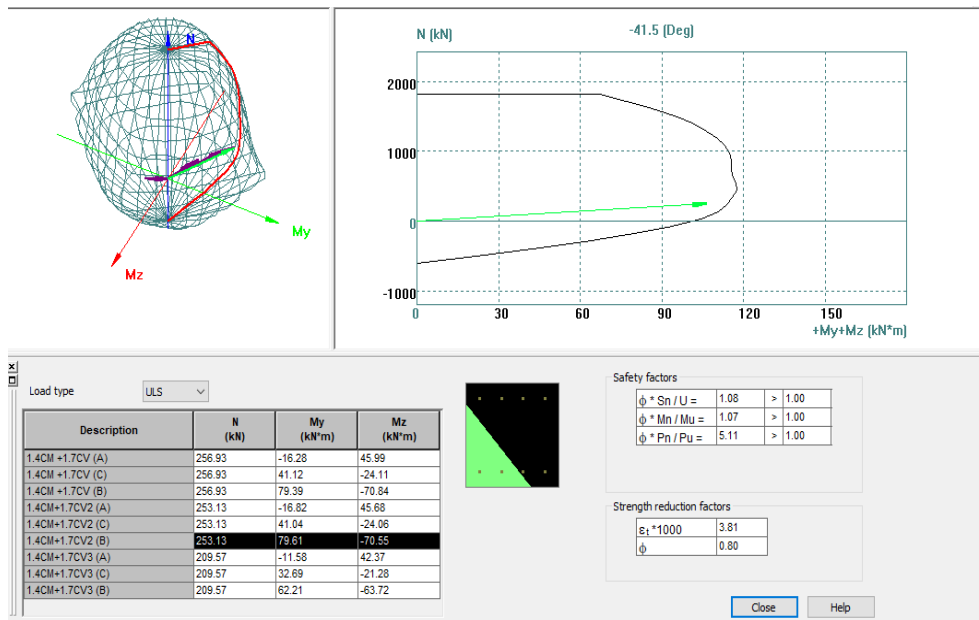 N
My
Mz
N (kN)
-41.5 (Deg)
2000
1000
0
-1000
0 30 60 90 120 150
+My+Mz (kN*m)
Load type ULS
Description N (kN) My (kN*m) Mz (kN*m)
1.4CM +1.7CV (A) 256.93 -16.28 45.99
1.4CM +1.7CV (C) 256.93 41.12 -24.11
1.4CM +1.7CV (B) 256.93 79.39 -70.84
1.4CM+1.7CV2 (A) 253.13 -16.82 45.68
1.4CM+1.7CV2 (C) 253.13 41.04 -24.06
1.4CM+1.7CV2 (B) 253.13 79.61 -70.55
1.4CM+1.7CV3 (A) 209.57 -11.58 42.37
1.4CM+1.7CV3 (C) 209.57 32.69 -21.28
1.4CM+1.7CV3 (B) 209.57 62.21 -63.72
Safety factors
ϕ * Sn / U = 1.08 > 1.00
ϕ * Mn / Mu = 1.07 > 1.00
ϕ * Pn / Pu = 5.11 > 1.00
Strength reduction factors
εt *1000 3.81
ϕ 0.80
Close Help